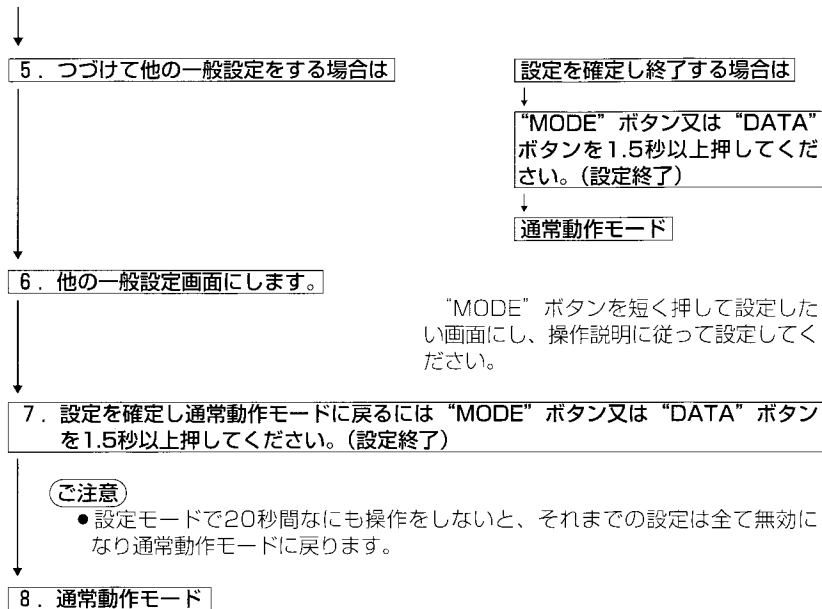 5．つづけて他の一般設定をする場合は
設定を確定し終了する場合は
“MODE”ボタン又は“DATA”
ボタンを1.5秒以上押してくだ
さい。（設定終了）
通常動作モード
6．他の一般設定画面にします。
“MODE”ボタンを短く押して設定した
い画面にし、操作説明に従って設定してく
ださい。
7．設定を確定し通常動作モードに戻るには“MODE”ボタン又は“DATA”ボタン
を1.5秒以上押してください。（設定終了）
ご注意
●設定モードで20秒間なにも操作をしないと、それまでの設定は全て無効に
なり通常動作モードに戻ります。
8．通常動作モード